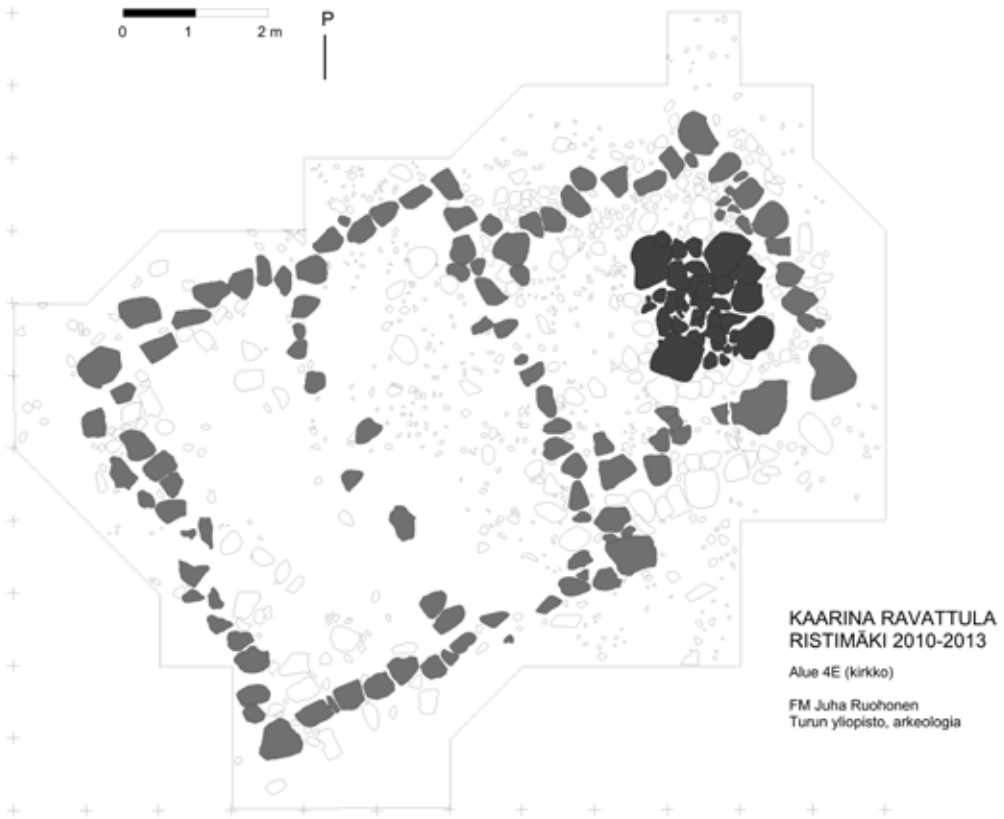 0 1 2 m
P
KAARINA RAVATTULA
RISTIMÄKI 2010-2013
Alue 4E (kirkko)
FM Juha Ruohonen
Turun yliopisto, arkeologia